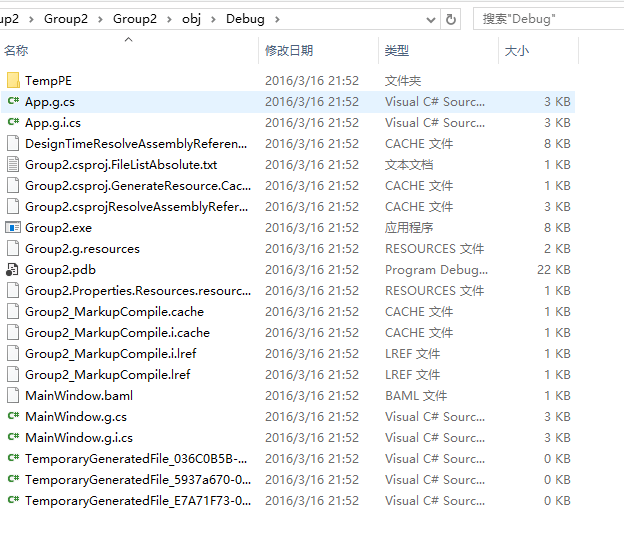 up2 > Group2 > Group2 > obj > Debug > 搜索"Debug"
名称 修改日期 类型 大小
TempPE 2016/3/16 21:52 文件夹
App.g.cs 2016/3/16 21:52 Visual C# Sourc... 3 KB
App.g.i.cs 2016/3/16 21:52 Visual C# Sourc... 3 KB
DesignTimeResolveAssemblyReferen... 2016/3/16 21:52 CACHE 文件 8 KB
Group2.csproj.FileListAbsolute.txt 2016/3/16 21:52 文本文档 1 KB
Group2.csproj.GenerateResource.Cac... 2016/3/16 21:52 CACHE 文件 1 KB
Group2.csprojResolveAssemblyRefer... 2016/3/16 21:52 CACHE 文件 3 KB
Group2.exe 2016/3/16 21:52 应用程序 8 KB
Group2.g.resources 2016/3/16 21:52 RESOURCES 文件 2 KB
Group2.pdb 2016/3/16 21:52 Program Debug... 22 KB
Group2.Properties.Resources.resourc... 2016/3/16 21:52 RESOURCES 文件 1 KB
Group2_MarkupCompile.cache 2016/3/16 21:52 CACHE 文件 1 KB
Group2_MarkupCompile.i.cache 2016/3/16 21:52 CACHE 文件 1 KB
Group2_MarkupCompile.i.lref 2016/3/16 21:52 LREF 文件 1 KB
Group2_MarkupCompile.lref 2016/3/16 21:52 LREF 文件 1 KB
MainWindow.baml 2016/3/16 21:52 BAML 文件 1 KB
MainWindow.g.cs 2016/3/16 21:52 Visual C# Sourc... 3 KB
MainWindow.g.i.cs 2016/3/16 21:52 Visual C# Sourc... 3 KB
TemporaryGeneratedFile_036C0B5B-... 2016/3/16 21:52 Visual C# Sourc... 0 KB
TemporaryGeneratedFile_5937a670-0... 2016/3/16 21:52 Visual C# Sourc... 0 KB
TemporaryGeneratedFile_E7A71F73-0... 2016/3/16 21:52 Visual C# Sourc... 0 KB